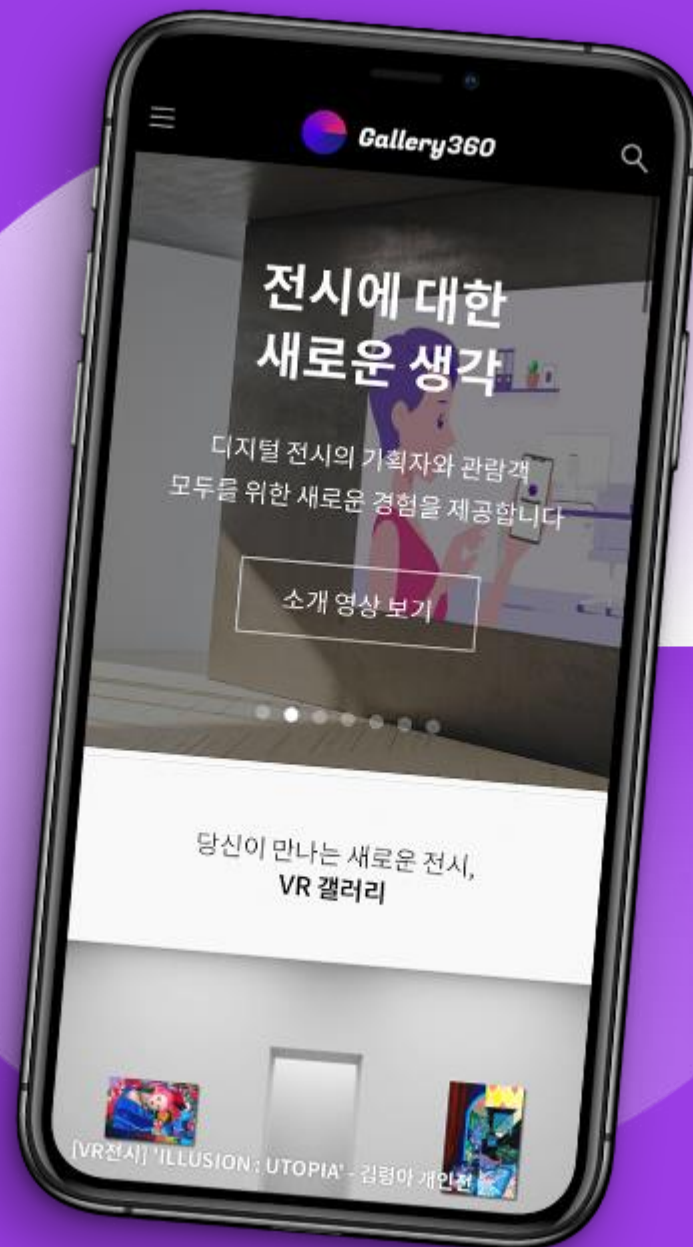 Gallery360
전시에 대한
새로운 생각
디지털 전시의 기획자와 관람객
모두를 위한 새로운 경험을 제공합니다
소개 영상 보기
당신이 만나는 새로운 전시,
VR 갤러리
[VR전시] 'ILLUSION : UTOPIA' - 김령아 개인전